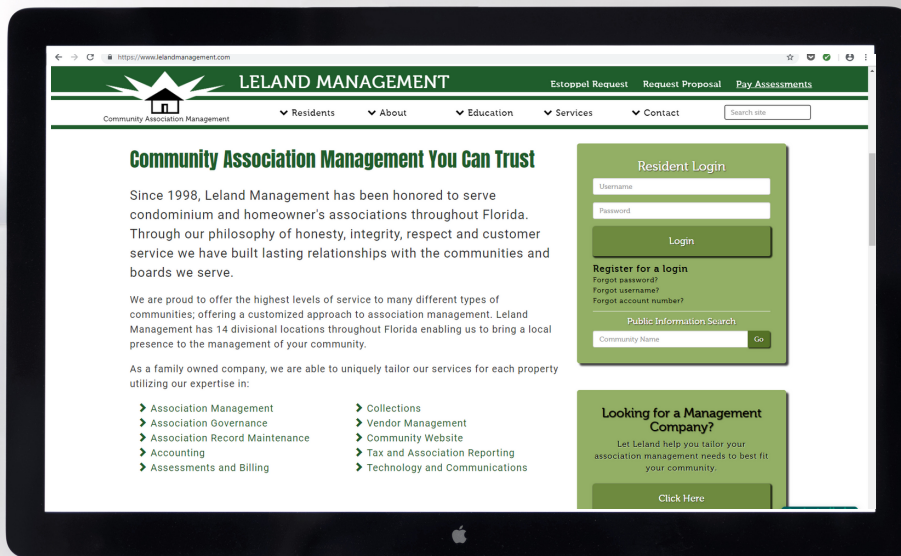 https://www.lelandmanagement.com
LELAND MANAGEMENT
Estoppel Request Request Proposal Pay Assessments
Community Association Management
Residents About Education Services Contact Search site
Community Association Management You Can Trust
Since 1998, Leland Management has been honored to serve
condominium and homeowner's associations throughout Florida.
Through our philosophy of honesty, integrity, respect and customer
service we have built lasting relationships with the communities and
boards we serve.
We are proud to offer the highest levels of service to many different types of
communities; offering a customized approach to association management. Leland
Management has 14 divisional locations throughout Florida enabling us to bring a local
presence to the management of your community.
As a family owned company, we are able to uniquely tailor our services for each property
utilizing our expertise in:
Association Management
Association Governance
Association Record Maintenance
Accounting
Assessments and Billing
Collections
Vendor Management
Community Website
Tax and Association Reporting
Technology and Communications
Resident Login
Username
Password
Login
Register for a login
Forgot password?
Forgot username?
Forgot account number?
Public Information Search
Community Name Go
Looking for a Management
Company?
Let Leland help you tailor your
association management needs to best fit
your community.
Click Here